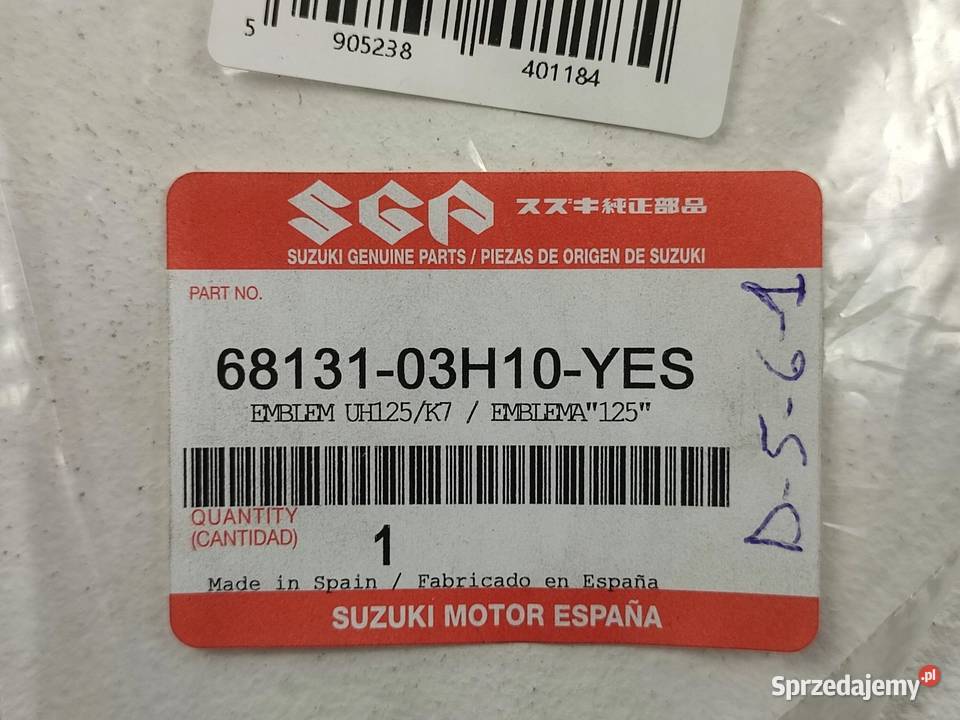 5 905238 401184
SGP スズキ純正部品
SUZUKI GENUINE PARTS / PIEZAS DE ORIGEN DE SUZUKI
PART NO.
68131-03H10-YES
EMBLEM UH125/K7 / EMBLEMA"125"
QUANTITY
(CANTIDAD)
1
Made in Spain / Fabricado en España
SUZUKI MOTOR ESPAÑA
D-5-6-1
Sprzedajemy.pl